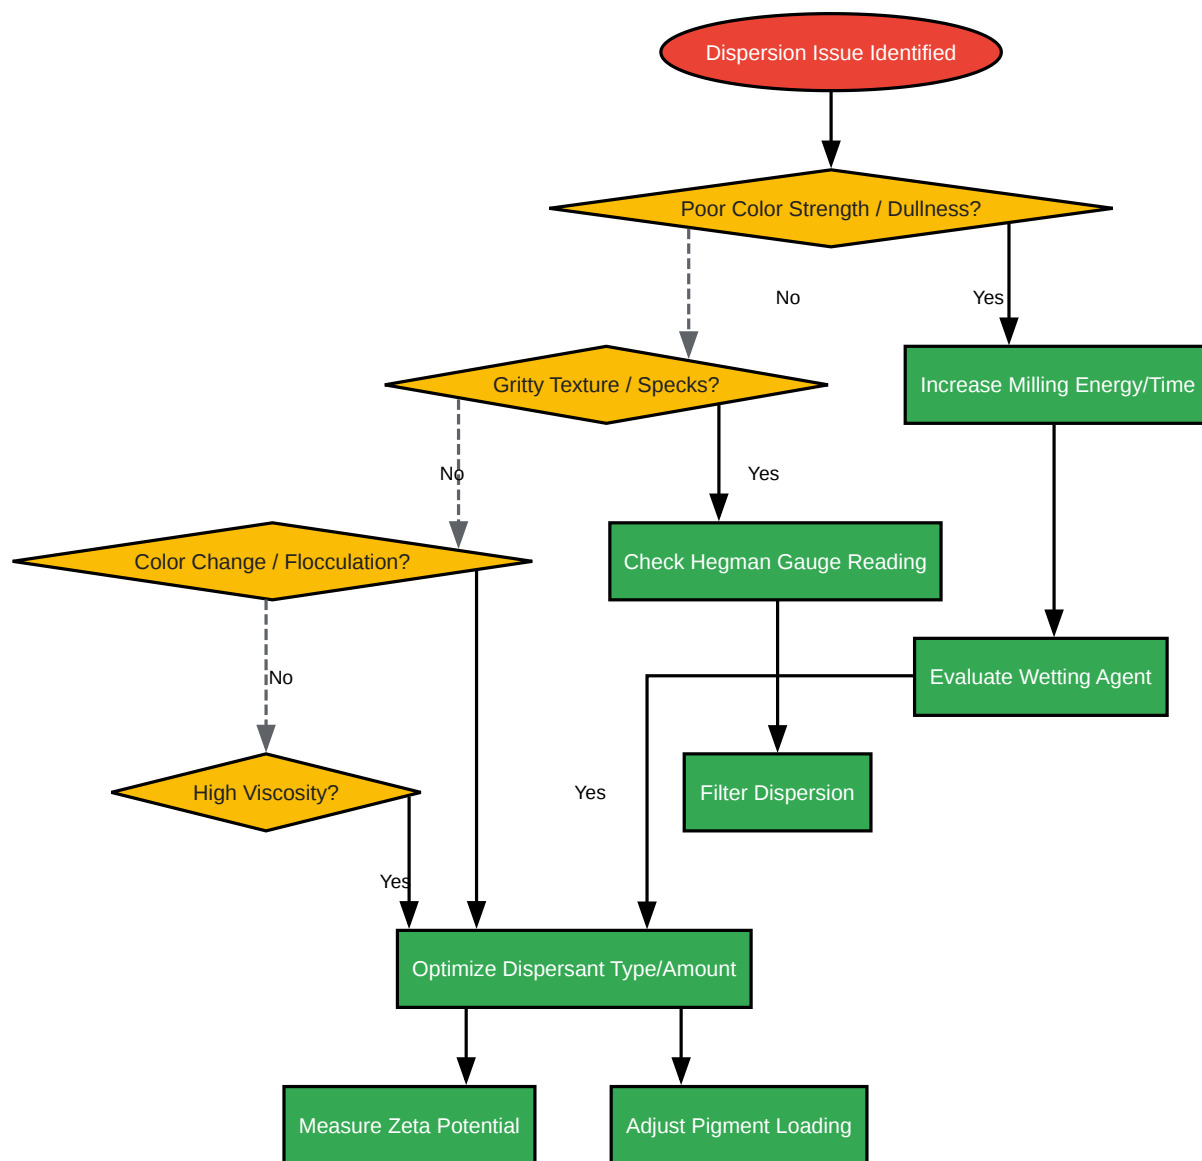 Dispersion Issue Identified
Poor Color Strength / Dullness?
No
Yes
Gritty Texture / Specks?
Increase Milling Energy/Time
No
Yes
Color Change / Flocculation?
Check Hegman Gauge Reading
No
Evaluate Wetting Agent
High Viscosity?
Yes
Filter Dispersion
Yes
Optimize Dispersant Type/Amount
Measure Zeta Potential
Adjust Pigment Loading